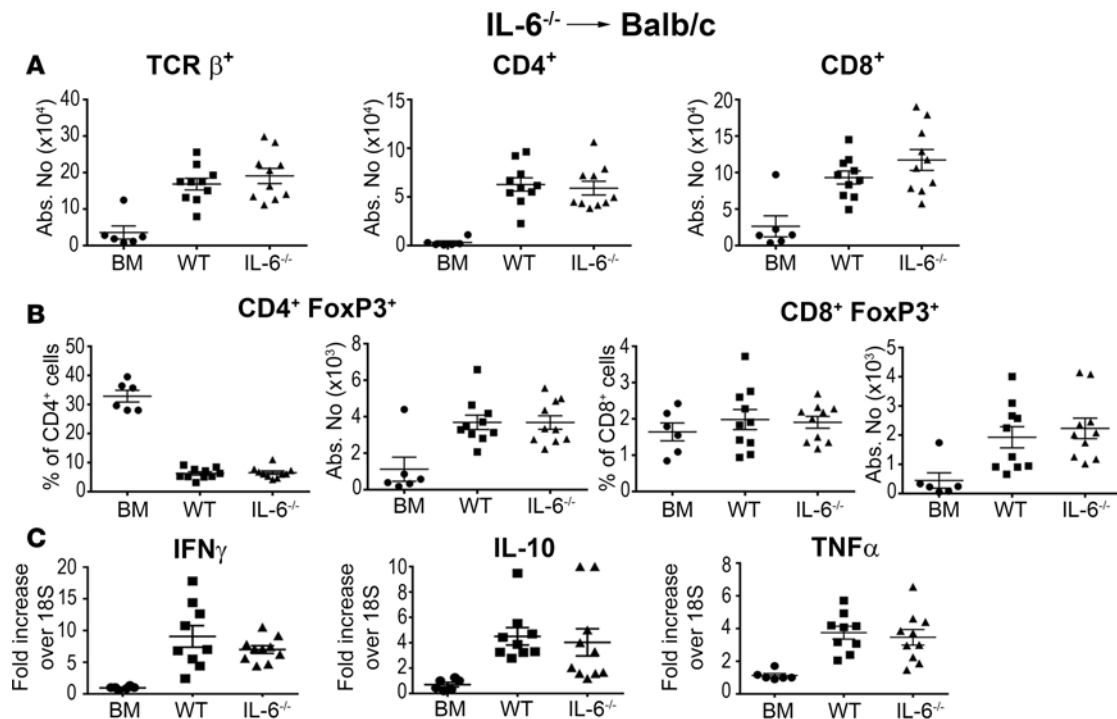 IL-6-/- → Balb/c
A TCR β+ CD4+ CD8+
Abs. No (x10⁴)
40
30
20
10
0
BM WT IL-6-/-
Abs. No (x10⁴)
15
10
5
0
BM WT IL-6-/-
Abs. No (x10⁴)
20
15
10
5
0
BM WT IL-6-/-
B CD4+ FoxP3+ CD8+ FoxP3+
% of CD4+ cells
50
40
30
20
10
0
BM WT IL-6-/-
Abs. No (x10³)
8
6
4
2
0
BM WT IL-6-/-
% of CD8+ cells
4
3
2
1
0
BM WT IL-6-/-
Abs. No (x10³)
5
4
3
2
1
0
BM WT IL-6-/-
C IFNγ IL-10 TNFα
Fold increase
over 18S
20
15
10
5
0
BM WT IL-6-/-
Fold increase
over 18S
10
8
6
4
2
0
BM WT IL-6-/-
Fold increase
over 18S
8
6
4
2
0
BM WT IL-6-/-